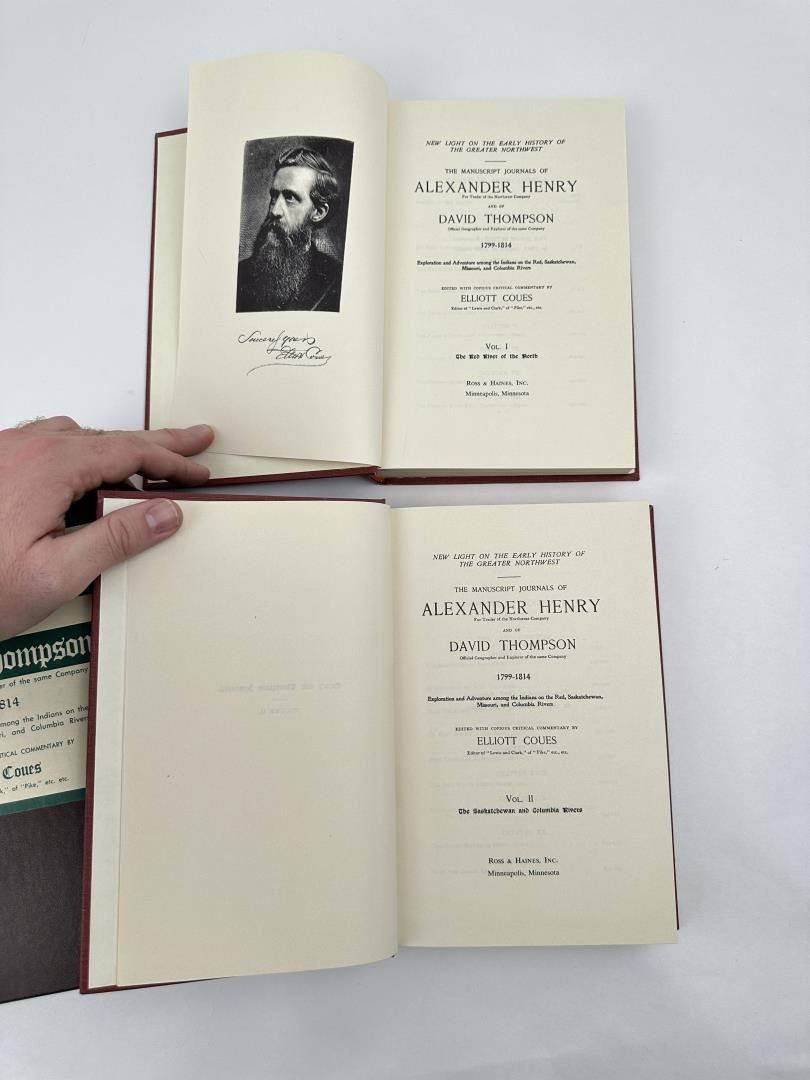 NEW LIGHT ON THE EARLY HISTORY OF
THE GREATER NORTHWEST
THE MANUSCRIPT JOURNALS OF
ALEXANDER HENRY
Fur Trader of the Northwest Company
AND OF
DAVID THOMPSON
Official Geographer and Explorer of the same Company
1799-1814
Exploration and Adventure among the Indians on the Red, Saskatchewan,
Missouri, and Columbia Rivers
EDITED WITH COPIOUS CRITICAL COMMENTARY BY
ELLIOTT COUES
Editor of "Lewis and Clark," of "Pike," etc., etc.
VOL. I
The Red River of the North
ROSS & HAINES, INC.
Minneapolis, Minnesota
Sincerely yours
Elliott Coues
NEW LIGHT ON THE EARLY HISTORY OF
THE GREATER NORTHWEST
THE MANUSCRIPT JOURNALS OF
ALEXANDER HENRY
Fur Trader of the Northwest Company
AND OF
DAVID THOMPSON
Official Geographer and Explorer of the same Company
1799-1814
Exploration and Adventure among the Indians on the Red, Saskatchewan,
Missouri, and Columbia Rivers
EDITED WITH COPIOUS CRITICAL COMMENTARY BY
ELLIOTT COUES
Editor of "Lewis and Clark," of "Pike," etc., etc.
VOL. II
The Saskatchewan and Columbia Rivers
ROSS & HAINES, INC.
Minneapolis, Minnesota
ompson
er of the same Company
814
mong the Indians on the
ri, and Columbia Rivers
TICAL COMMENTARY BY
Coues
k," of "Pike," etc. etc.